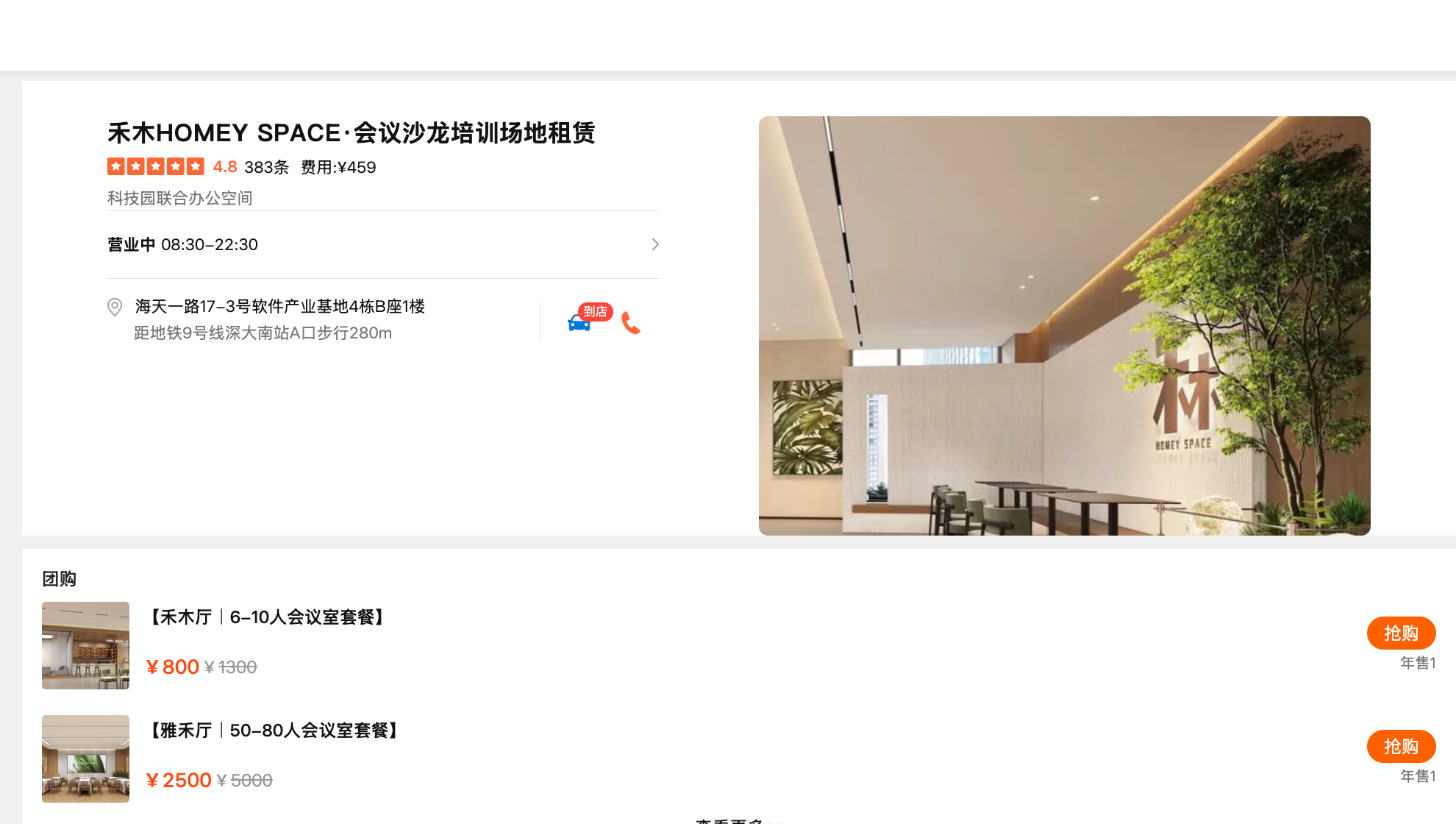 禾木HOMEY SPACE·会议沙龙培训场地租赁
4.8 383条 费用:¥459
科技园联合办公空间
营业中 08:30-22:30
海天一路17-3号软件产业基地4栋B座1楼
到店
距地铁9号线深大南站A口步行280m
HOMEY SPACE
团购
【禾木厅｜6-10人会议室套餐】
抢购
¥800 ¥1300
年售1
【雅禾厅｜50-80人会议室套餐】
抢购
¥2500 ¥5000
年售1
查看更多